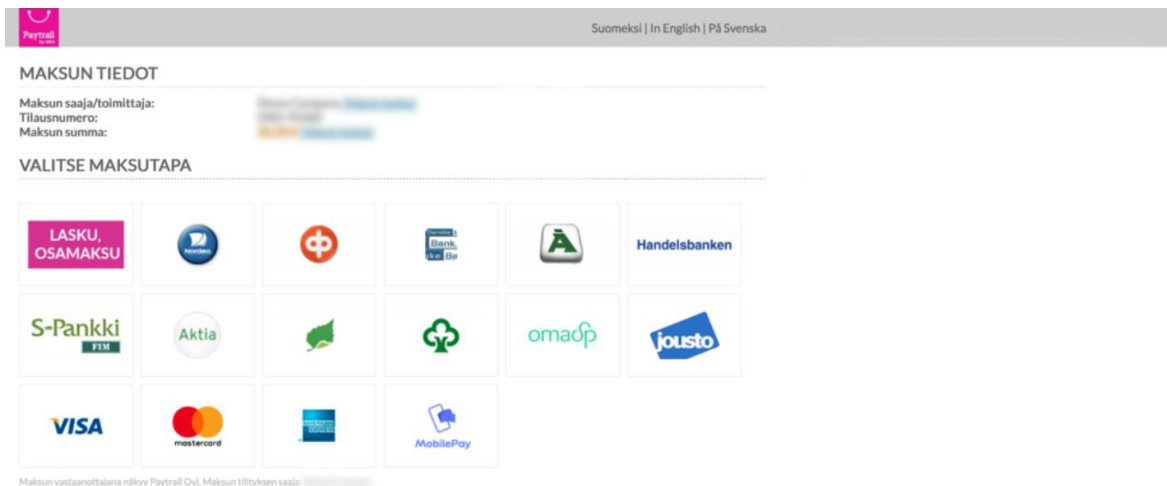 Paytrail
Suomeksi | In English | På Svenska
MAKSUN TIEDOT
Maksun saaja/toimittaja:
Tilausnumero:
Maksun summa:
VALITSE MAKSUTAPA
LASKU,
OSAMAKSU
Nordea
Bank
Handelsbanken
S-Pankki
FIM
Aktia
omasp
jousto
VISA
mastercard
MobilePay
Maksun vastaanottajana näkyy Paytrail Oyj. Maksun tilityksen saaja